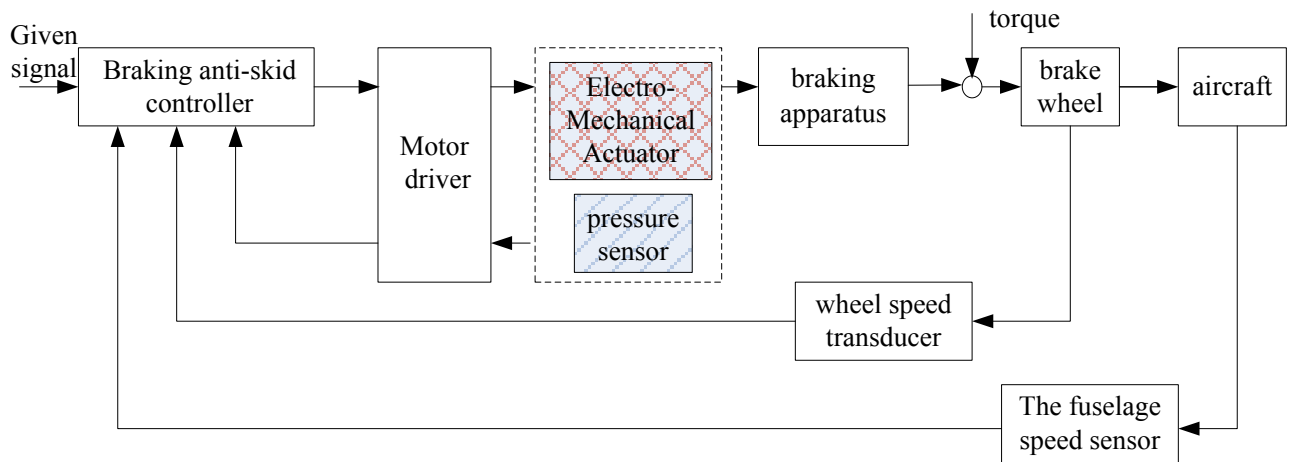 Given
signal
Braking anti-skid
controller
Motor
driver
Electro-
Mechanical
Actuator
pressure
sensor
braking
apparatus
torque
brake
wheel
aircraft
wheel speed
transducer
The fuselage
speed sensor